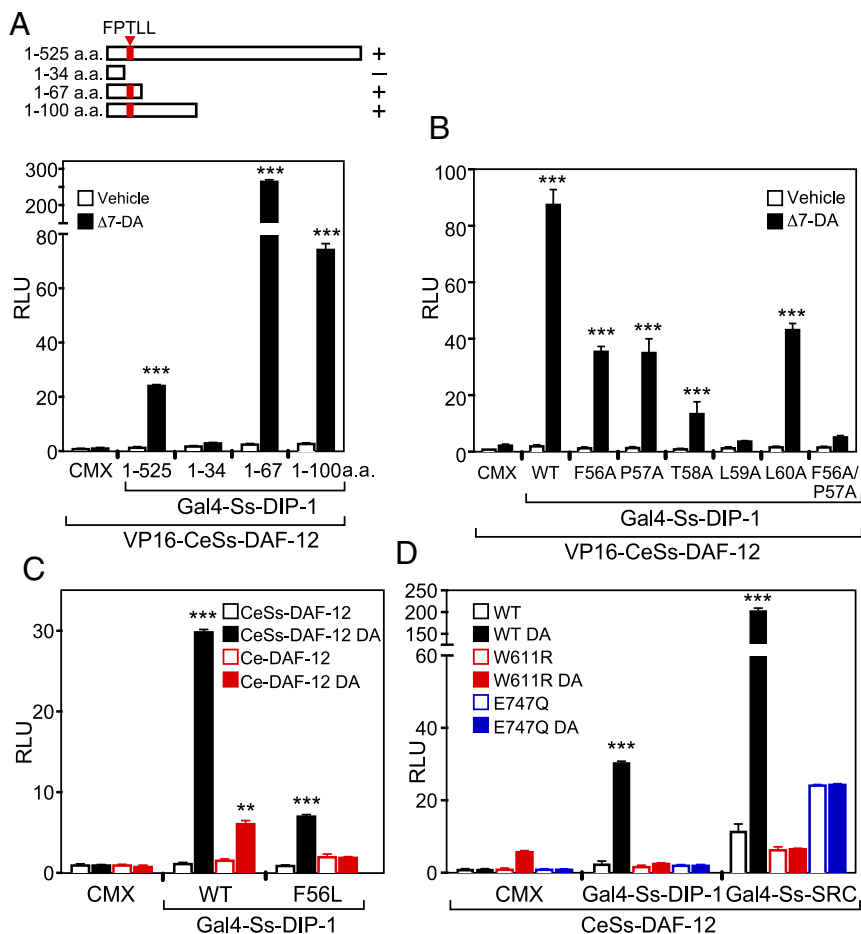 A
FPTLL
1-525 a.a. +
1-34 a.a. –
1-67 a.a. +
1-100 a.a. +
300
250
200
80
60
40
20
0
RLU
***
***
***
Vehicle
Δ7-DA
CMX 1-525 1-34 1-67 1-100a.a.
Gal4-Ss-DIP-1
VP16-CeSs-DAF-12
B
100
80
60
40
20
0
RLU
***
***
***
***
***
Vehicle
Δ7-DA
CMX WT F56A P57A T58A L59A L60A F56A/
P57A
Gal4-Ss-DIP-1
VP16-CeSs-DAF-12
C
30
20
10
0
RLU
***
**
***
CeSs-DAF-12
CeSs-DAF-12 DA
Ce-DAF-12
Ce-DAF-12 DA
CMX WT F56L
Gal4-Ss-DIP-1
D
250
200
150
60
40
20
0
RLU
***
***
WT
WT DA
W611R
W611R DA
E747Q
E747Q DA
CMX Gal4-Ss-DIP-1 Gal4-Ss-SRC
CeSs-DAF-12